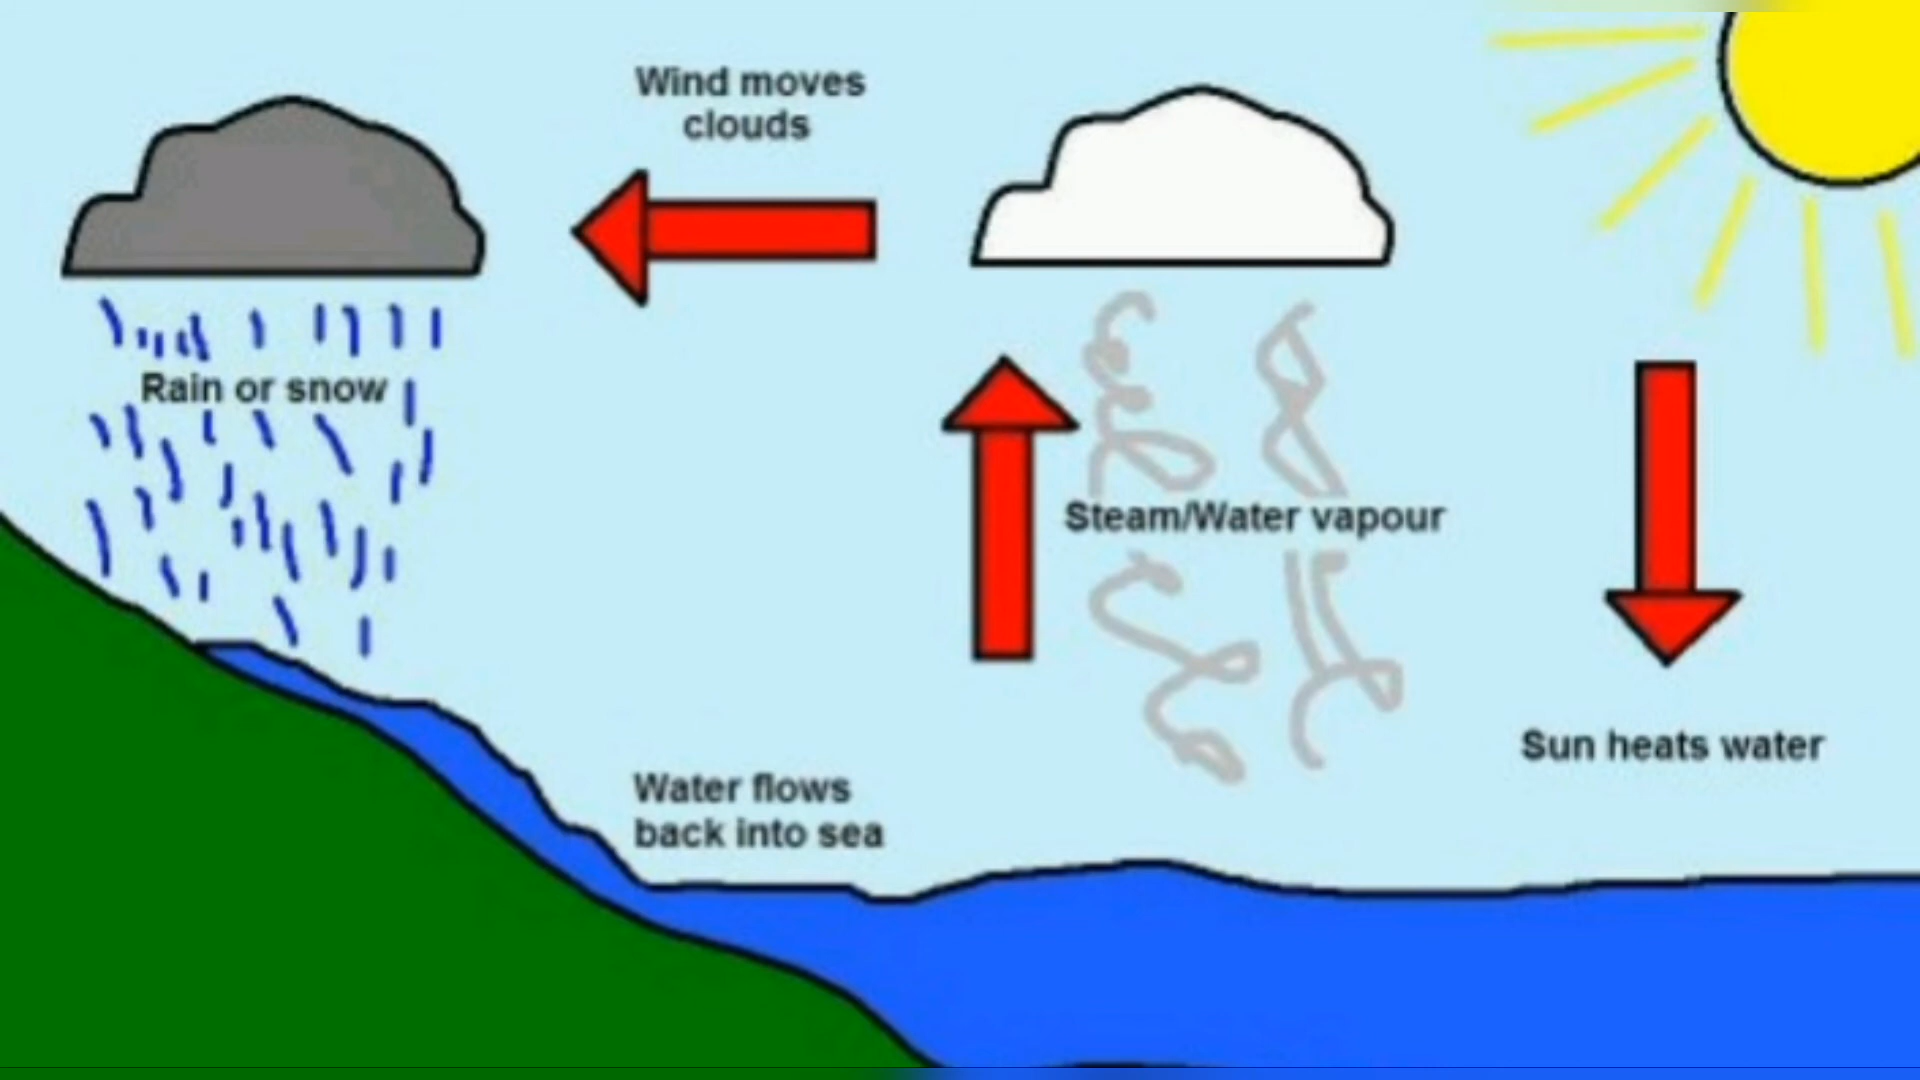 Wind moves
clouds
Rain or snow
Steam/Water vapour
Sun heats water
Water flows
back into sea